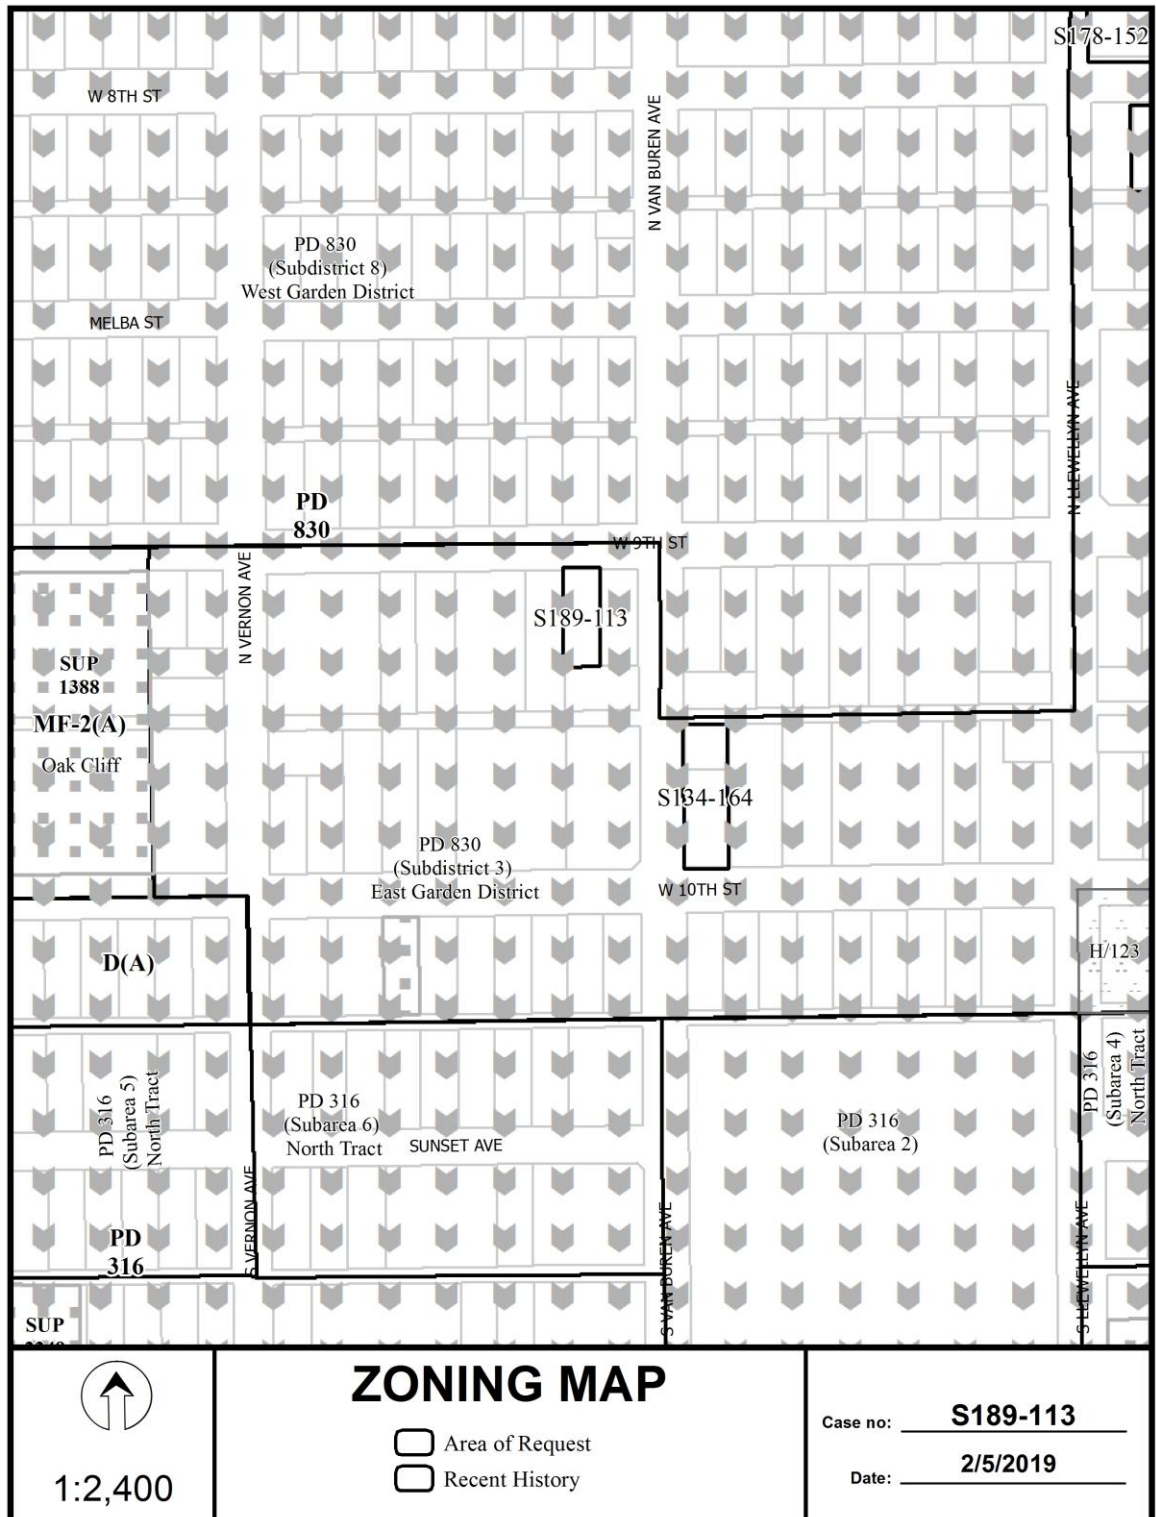 S178-152
W 8TH ST
N VAN BUREN AVE
PD 830
(Subdistrict 8)
West Garden District
MELBA ST
N LLEWELLYN AVE
PD
830
W 9TH ST
N VERNON AVE
S189-113
SUP
1388
MF-2(A)
Oak Cliff
S134-164
PD 830
(Subdistrict 3)
East Garden District
W 10TH ST
D(A)
H/123
PD 316
(Subarea 5)
North Tract
PD 316
(Subarea 6)
North Tract
SUNSET AVE
PD 316
(Subarea 2)
PD 316
(Subarea 4)
North Tract
S VERNON AVE
S VAN BUREN AVE
S LLEWELLYN AVE
PD
316
SUP
1:2,400
ZONING MAP
Area of Request
Recent History
Case no: S189-113
Date: 2/5/2019